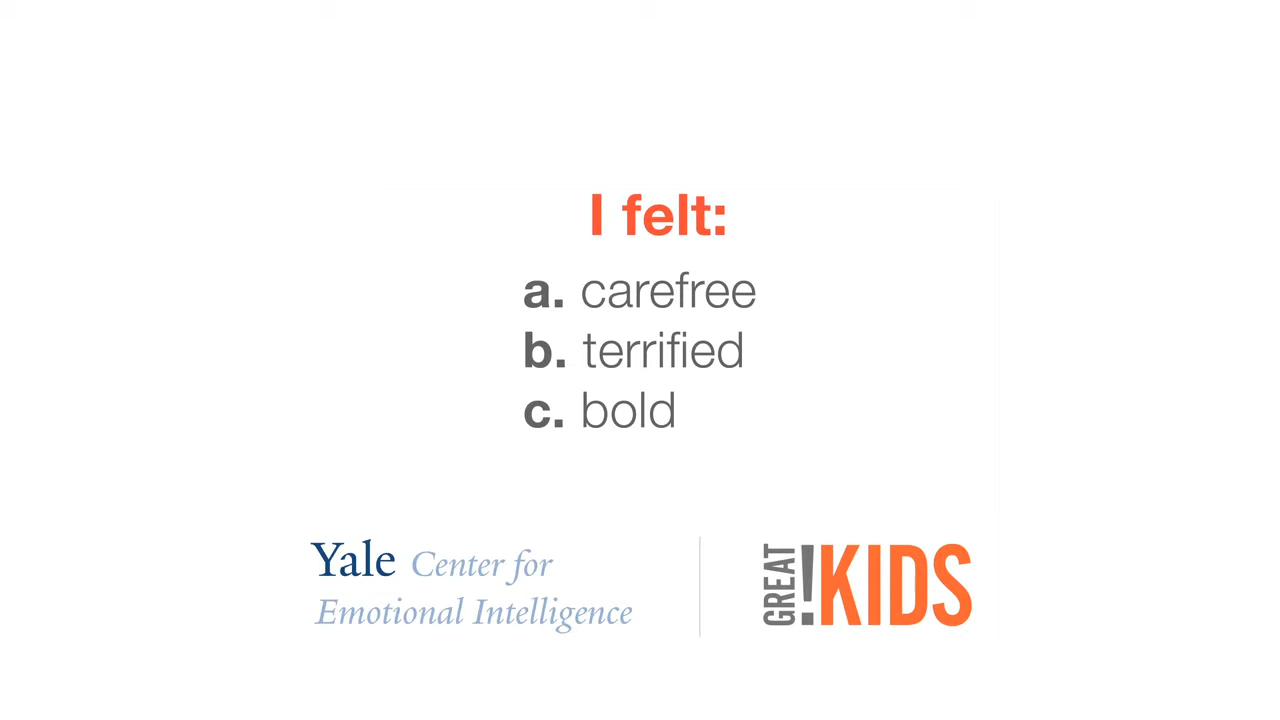 I felt:
a. carefree
b. terrified
c. bold
Yale Center for
Emotional Intelligence
GREAT!KIDS